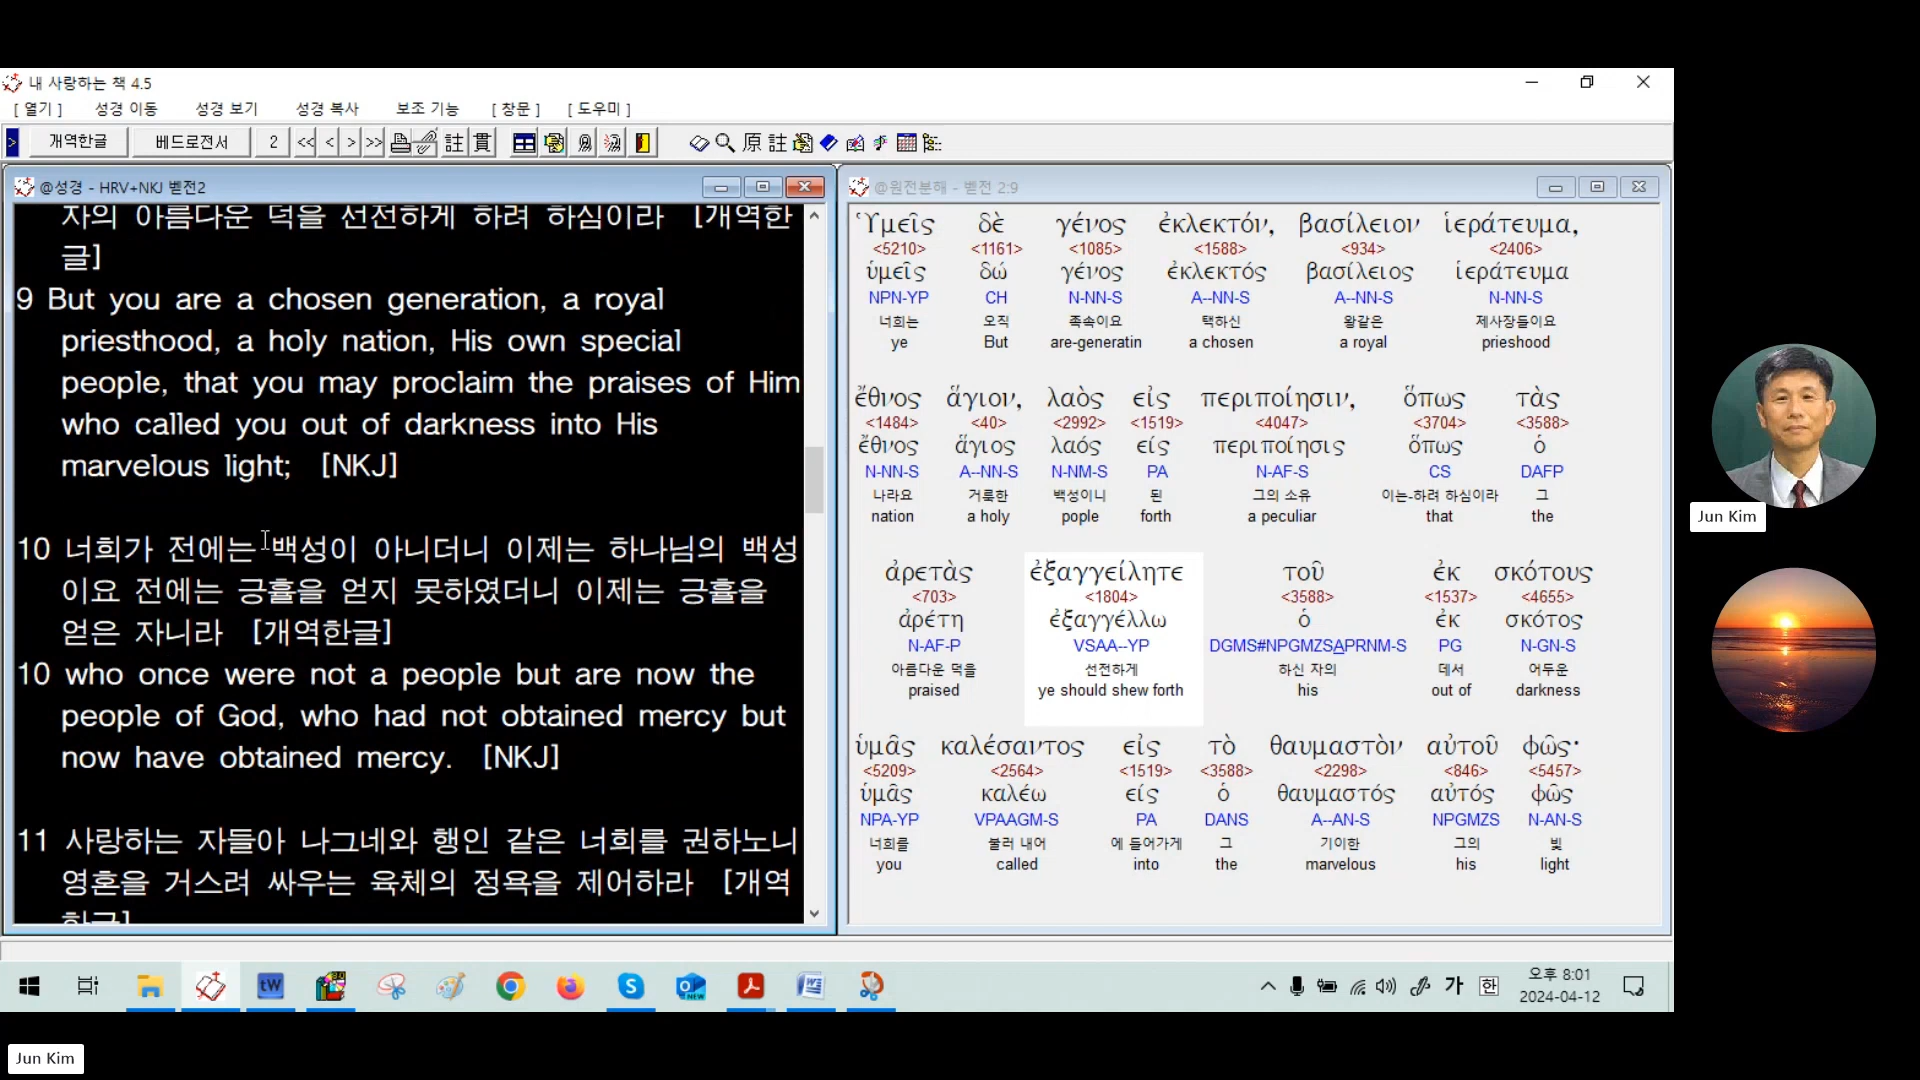 내 사랑하는 책 4.5
[ 열기 ] 성경 이동 성경 보기 성경 복사 보조 기능 [ 창문 ] [ 도우미 ]
> 개역한글 베드로전서 2 << < > >> 註 貫 原 註
@성경 - HRV+NKJ 벧전2
자의 아름다운 덕을 선전하게 하려 하심이라 [개역한
글]
9 But you are a chosen generation, a royal
priesthood, a holy nation, His own special
people, that you may proclaim the praises of Him
who called you out of darkness into His
marvelous light; [NKJ]
10 너희가 전에는 백성이 아니더니 이제는 하나님의 백성
이요 전에는 긍휼을 얻지 못하였더니 이제는 긍휼을
얻은 자니라 [개역한글]
10 who once were not a people but are now the
people of God, who had not obtained mercy but
now have obtained mercy. [NKJ]
11 사랑하는 자들아 나그네와 행인 같은 너희를 권하노니
영혼을 거스려 싸우는 육체의 정욕을 제어하라 [개역
한글]
@원전분해 - 벧전 2:9
Ὑμεῖς δὲ γένος ἐκλεκτόν, βασίλειον ἱεράτευμα,
<5210> <1161> <1085> <1588> <934> <2406>
ὑμεῖς δώ γένος ἐκλεκτός βασίλειος ἱεράτευμα
NPN-YP CH N-NN-S A--NN-S A--NN-S N-NN-S
너희는 오직 족속이요 택하신 왕같은 제사장들이요
ye But are-generatin a chosen a royal prieshood
ἔθνος ἅγιον, λαὸς εἰς περιποίησιν, ὅπως τὰς
<1484> <40> <2992> <1519> <4047> <3704> <3588>
ἔθνος ἅγιος λαός είς περιποίησις ὅπως ὁ
N-NN-S A--NN-S N-NM-S PA N-AF-S CS DAFP
나라요 거룩한 백성이니 된 그의 소유 이는-하려 하심이라 그
nation a holy pople forth a peculiar that the
ἀρετὰς ἐξαγγείλητε τοῦ ἐκ σκότους
<703> <1804> <3588> <1537> <4655>
ἀρέτη ἐξαγγέλλω ὁ ἐκ σκότος
N-AF-P VSAA--YP DGMS#NPGMZSAPRNM-S PG N-GN-S
아름다운 덕을 선전하게 하신 자의 데서 어두운
praised ye should shew forth his out of darkness
ὑμᾶς καλέσαντος εἰς τὸ θαυμαστὸν αὐτοῦ φῶς·
<5209> <2564> <1519> <3588> <2298> <846> <5457>
ὑμᾶς καλέω είς ὁ θαυμαστός αὐτός φῶς
NPA-YP VPAAGM-S PA DANS A--AN-S NPGMZS N-AN-S
너희를 불러 내어 에 들어가게 그 기이한 그의 빛
you called into the marvelous his light
Jun Kim
가 한 오후 8:01
2024-04-12
Jun Kim